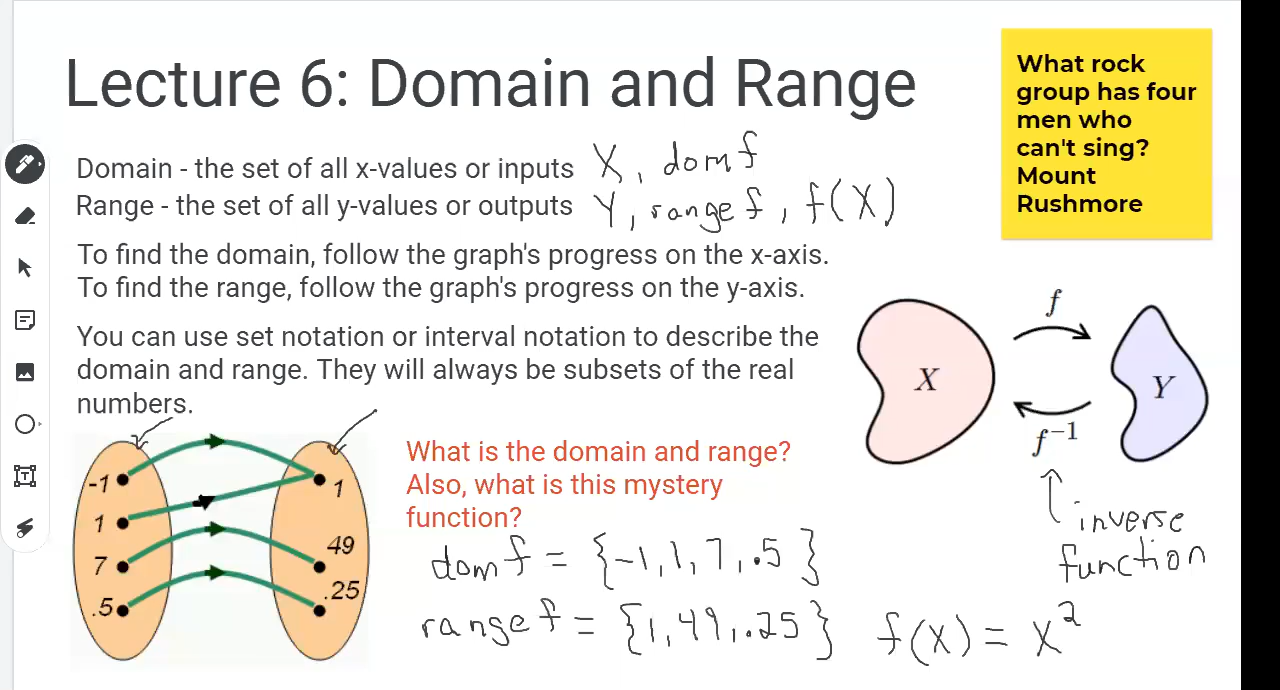 Lecture 6: Domain and Range
What rock
group has four
men who
can't sing?
Mount
Rushmore
Domain - the set of all x-values or inputs X, dom f
Range - the set of all y-values or outputs Y, range f, f(X)
To find the domain, follow the graph's progress on the x-axis.
To find the range, follow the graph's progress on the y-axis.
You can use set notation or interval notation to describe the
domain and range. They will always be subsets of the real
numbers.
f
X
Y
f⁻¹
inverse
function
-1
1
7
.5
1
49
.25
What is the domain and range?
Also, what is this mystery
function?
dom f = {-1, 1, 7, .5}
range f = {1, 49, .25} f(x) = x²